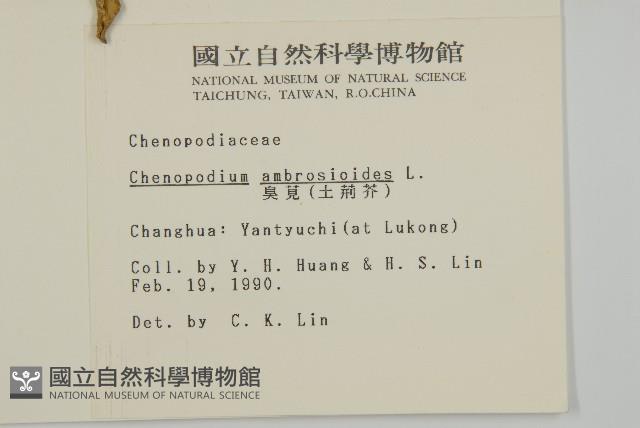 國立自然科學博物館
NATIONAL MUSEUM OF NATURAL SCIENCE
TAICHUNG, TAIWAN, R.O.CHINA
Chenopodiaceae
Chenopodium ambrosioides L.
臭莧(土荊芥)
Changhua: Yantyuchi(at Lukong)
Coll. by Y. H. Huang & H. S. Lin
Feb. 19, 1990.
Det. by C. K. Lin
國立自然科學博物館
NATIONAL MUSEUM OF NATURAL SCIENCE